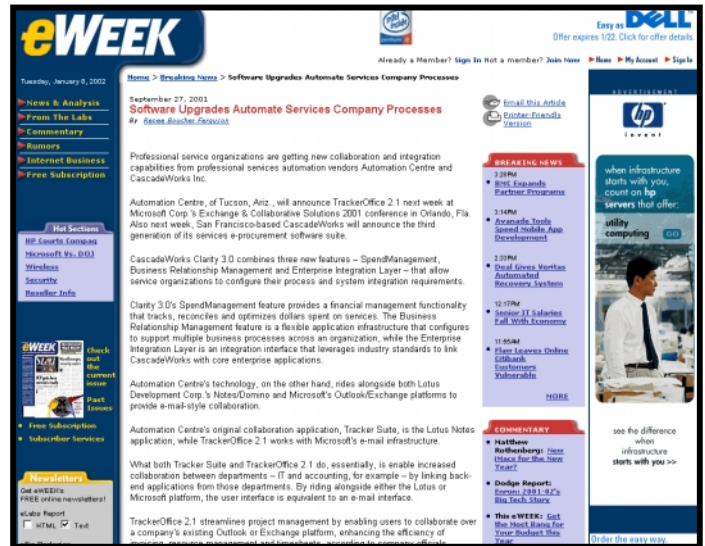 eWEEK
intel inside
pentium 4
Easy as DELL
Offer expires 1/22. Click for offer details.
Already a Member? Sign In Not a member? Join Now
Home My Account Sign In
Tuesday, January 8, 2002
Home > Breaking News > Software Upgrades Automate Services Company Processes
News & Analysis
From The Labs
Commentary
Rumors
Internet Business
Free Subscription
Hot Sections
HP Courts Compaq
Microsoft Vs. DOJ
Wireless
Security
Reseller Info
eWEEK
Check out the current issue
Past Issues
Free Subscription
Subscriber Services
Newsletters
Get eWEEK's
FREE online newsletters!
eLabs Report
HTML Text
September 27, 2001
Software Upgrades Automate Services Company Processes
By Renee Boucher Ferguson
Email this Article
Printer-Friendly
Version
Professional service organizations are getting new collaboration and integration
capabilities from professional services automation vendors Automation Centre and
CascadeWorks Inc.
Automation Centre, of Tucson, Ariz., will announce TrackerOffice 2.1 next week at
Microsoft Corp.'s Exchange & Collaborative Solutions 2001 conference in Orlando, Fla.
Also next week, San Francisco-based CascadeWorks will announce the third
generation of its services e-procurement software suite.
CascadeWorks Clarity 3.0 combines three new features – SpendManagement,
Business Relationship Management and Enterprise Integration Layer – that allow
service organizations to configure their process and system integration requirements.
Clarity 3.0's SpendManagement feature provides a financial management functionality
that tracks, reconciles and optimizes dollars spent on services. The Business
Relationship Management feature is a flexible application infrastructure that configures
to support multiple business processes across an organization, while the Enterprise
Integration Layer is an integration interface that leverages industry standards to link
CascadeWorks with core enterprise applications.
Automation Centre's technology, on the other hand, rides alongside both Lotus
Development Corp.'s Notes/Domino and Microsoft's Outlook/Exchange platforms to
provide e-mail-style collaboration.
Automation Centre's original collaboration application, Tracker Suite, is the Lotus Notes
application, while TrackerOffice 2.1 works with Microsoft's e-mail infrastructure.
What both Tracker Suite and TrackerOffice 2.1 do, essentially, is enable increased
collaboration between departments – IT and accounting, for example – by linking back-
end applications from those departments. By riding alongside either the Lotus or
Microsoft platform, the user interface is equivalent to an e-mail interface.
TrackerOffice 2.1 streamlines project management by enabling users to collaborate over
a company's existing Outlook or Exchange platform, enhancing the efficiency of
invoicing, resource management and timesheets, according to company officials
BREAKING NEWS
3:28PM
BMC Expands
Partner Programs
3:14PM
Avanade Tools
Speed Mobile App
Development
2:33PM
Deal Gives Veritas
Automated
Recovery System
12:17PM
Senior IT Salaries
Fall With Economy
11:55AM
Flaw Leaves Online
Citibank
Customers
Vulnerable
MORE
COMMENTARY
Matthew
Rothenberg: New
iMacs for the New
Year?
Dodge Report:
Enron: 2001-02's
Big Tech Story
This eWEEK: Get
the Most Bang for
Your Budget This
Year
ADVERTISEMENT
hp
invent
when infrastructure
starts with you,
count on hp
servers that offer:
utility
computing GO
see the difference
when
infrastructure
starts with you >>
Order the easy way.